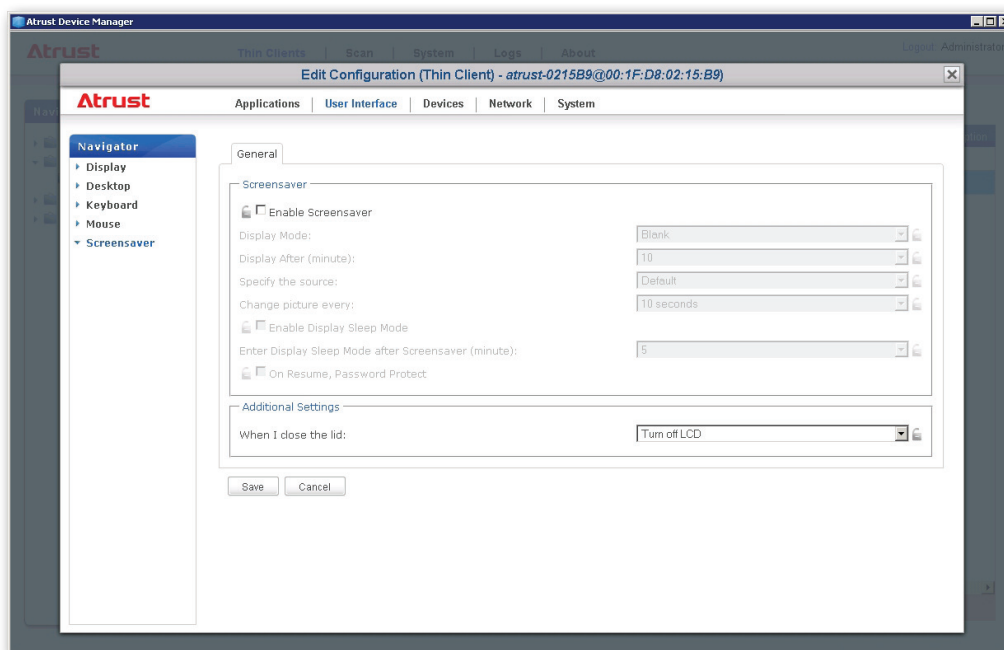 Atrust Device Manager
Atrust
Thin Clients | Scan | System | Logs | About
Logout: Administrator
Edit Configuration (Thin Client) - atrust-0215B9@00:1F:D8:02:15:B9)
Atrust
Applications | User Interface | Devices | Network | System
Navigator
Display
Desktop
Keyboard
Mouse
Screensaver
General
Screensaver
Enable Screensaver
Display Mode: Blank
Display After (minute): 10
Specify the source: Default
Change picture every: 10 seconds
Enable Display Sleep Mode
Enter Display Sleep Mode after Screensaver (minute): 5
On Resume, Password Protect
Additional Settings
When I close the lid: Turn off LCD
Save Cancel